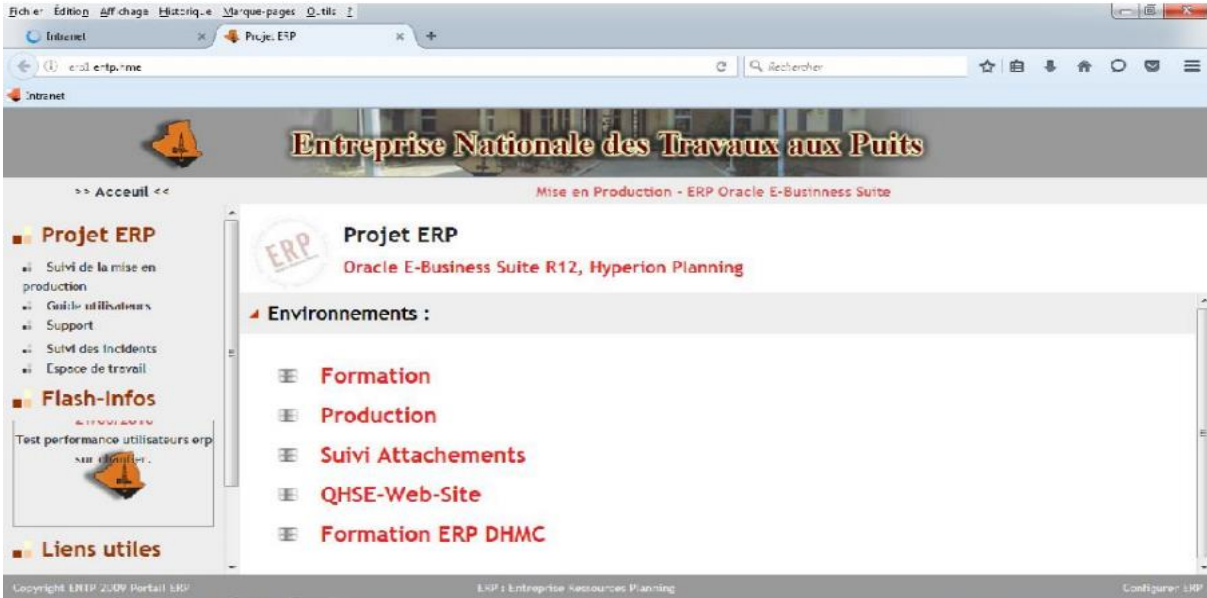 Fichier Édition Affichage Historique Marque-pages Outils ?
Intranet
Projet ERP
Rechercher
Intranet
Entreprise Nationale des Travaux aux Puits
>> Acceuil <<
Mise en Production - ERP Oracle E-Businness Suite
Projet ERP
Suivi de la mise en
production
Guide utilisateurs
Support
Suivi des incidents
Espace de travail
Flash-Infos
Test performance utilisateurs erp
sur chantier.
Liens utiles
ERP
Projet ERP
Oracle E-Business Suite R12, Hyperion Planning
Environnements :
Formation
Production
Suivi Attachements
QHSE-Web-Site
Formation ERP DHMC
Copyright ENTP 2009 Portail ERP
ERP : Entreprise Ressources Planning
Configurer ERP